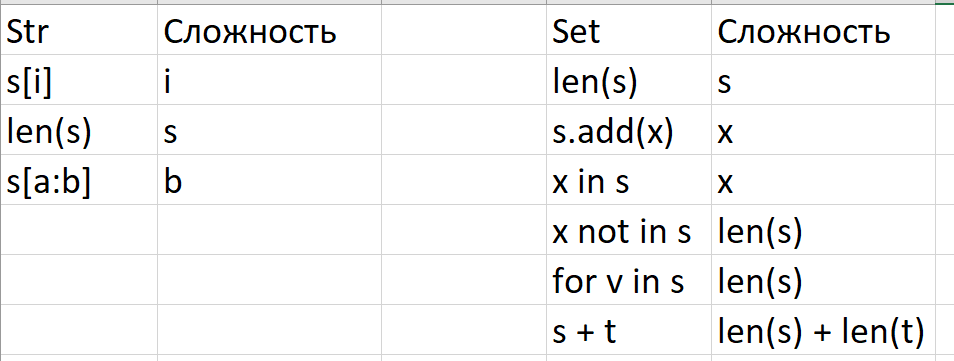 Str Сложность Set Сложность
s[i] i len(s) s
len(s) s s.add(x) x
s[a:b] b x in s x
x not in s len(s)
for v in s len(s)
s + t len(s) + len(t)